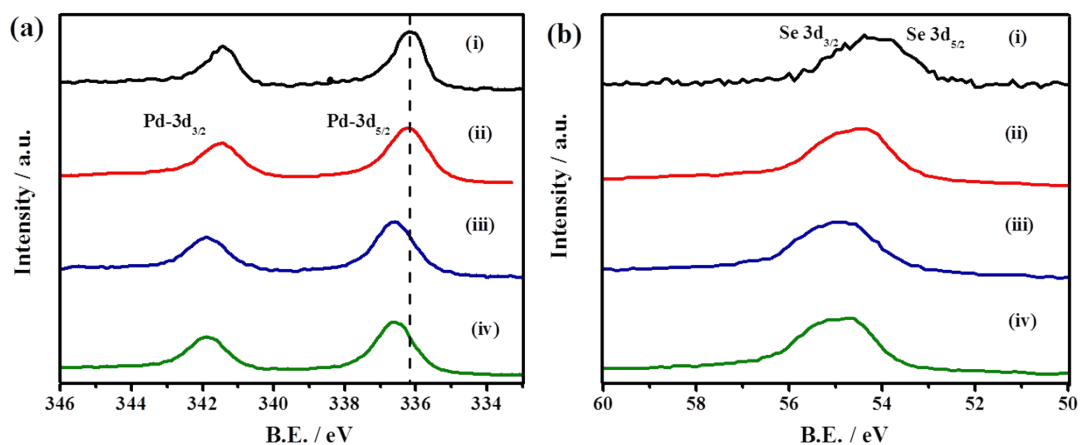 (a)
(i)
Pd-3d3/2
Pd-3d5/2
(ii)
(iii)
(iv)
Intensity / a.u.
346 344 342 340 338 336 334
B.E. / eV
(b)
Se 3d3/2
Se 3d5/2
(i)
(ii)
(iii)
(iv)
Intensity / a.u.
60 58 56 54 52 50
B.E. / eV